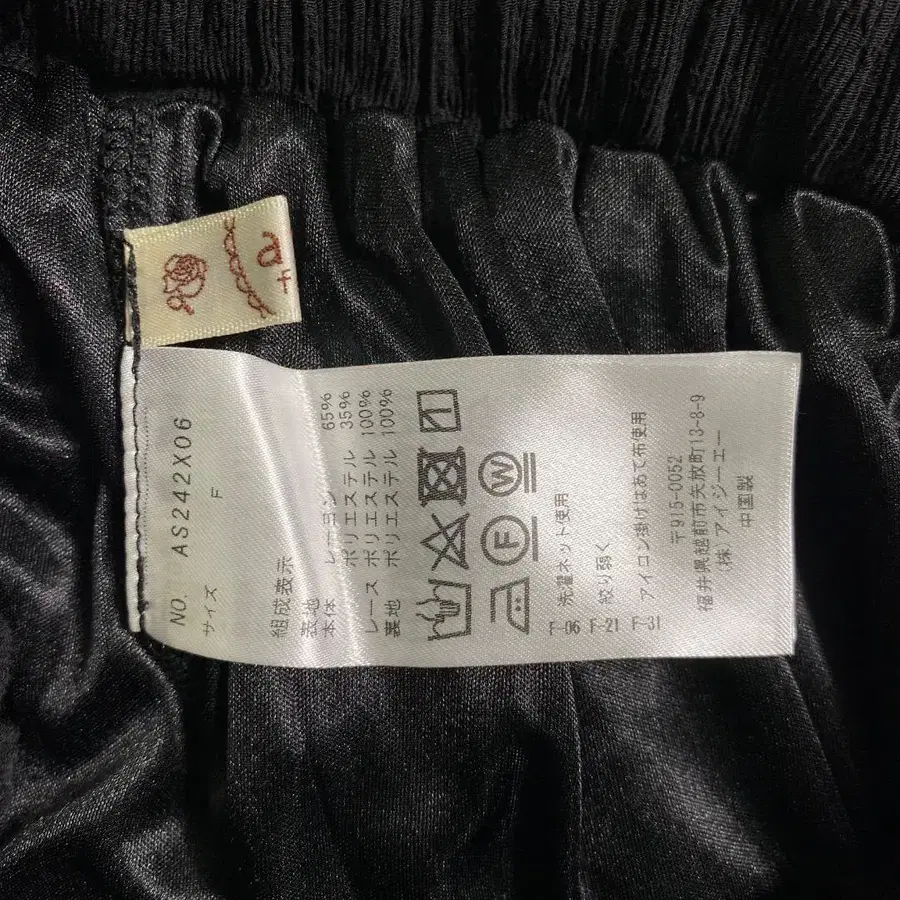 a+
NO. AS242X06
サイズ F
組成表示
表地
本体 レーヨン 65%
ポリエステル 35%
レース ポリエステル 100%
裏地 ポリエステル 100%
W
F
洗濯ネット使用
絞り弱く
アイロン掛けはあて布使用
F-21 F-31
〒915-0052
福井県越前市矢放町13-8-9
(株)アイジーエー
中国製